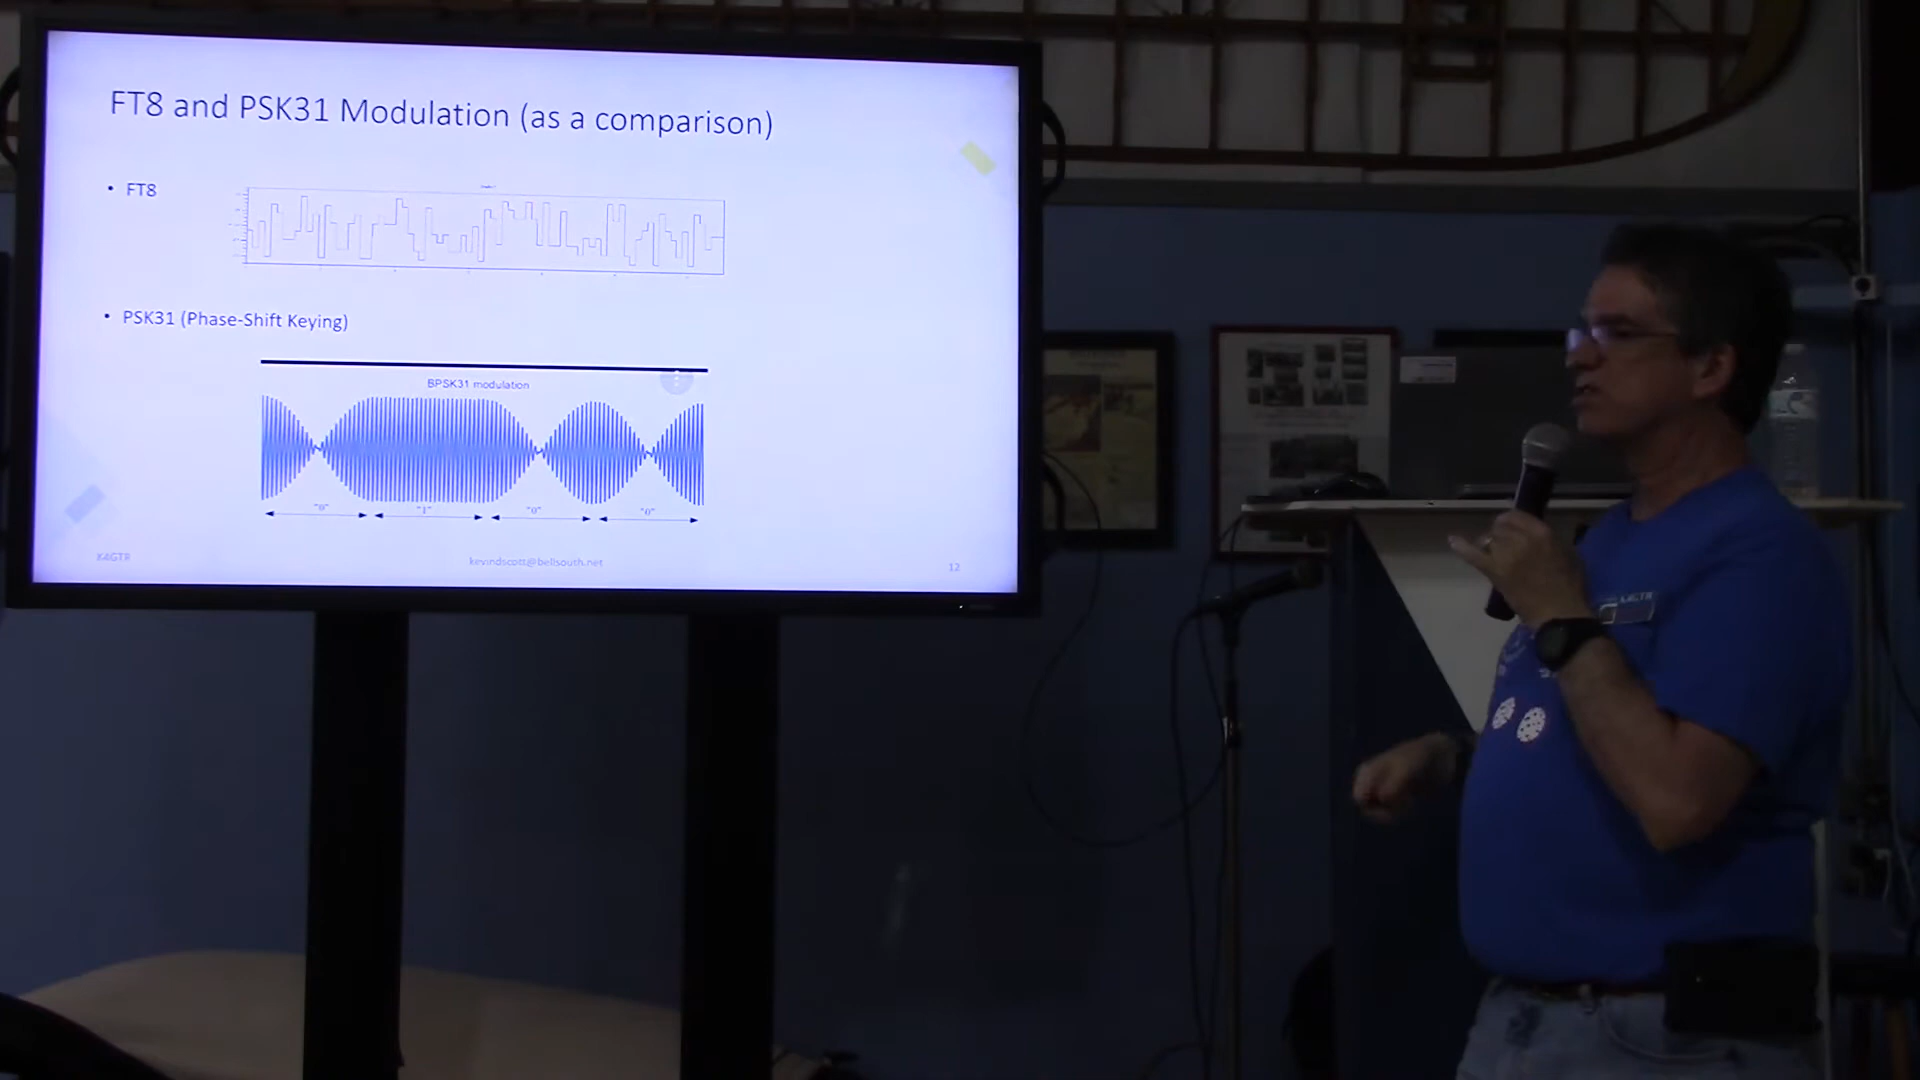 FT8 and PSK31 Modulation (as a comparison)
• FT8
• PSK31 (Phase-Shift Keying)
BPSK31 modulation
"0" "1" "0" "0"
K4GTR kevindscott@bellsouth.net 12